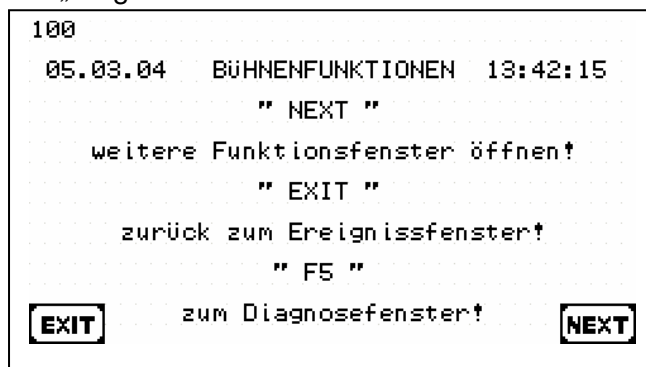 100
05.03.04 BüHNENFUNKTIONEN 13:42:15
" NEXT "
weitere Funktionsfenster öffnen!
" EXIT "
zurück zum Ereignissfenster!
" F5 "
zum Diagnosefenster!
EXIT NEXT